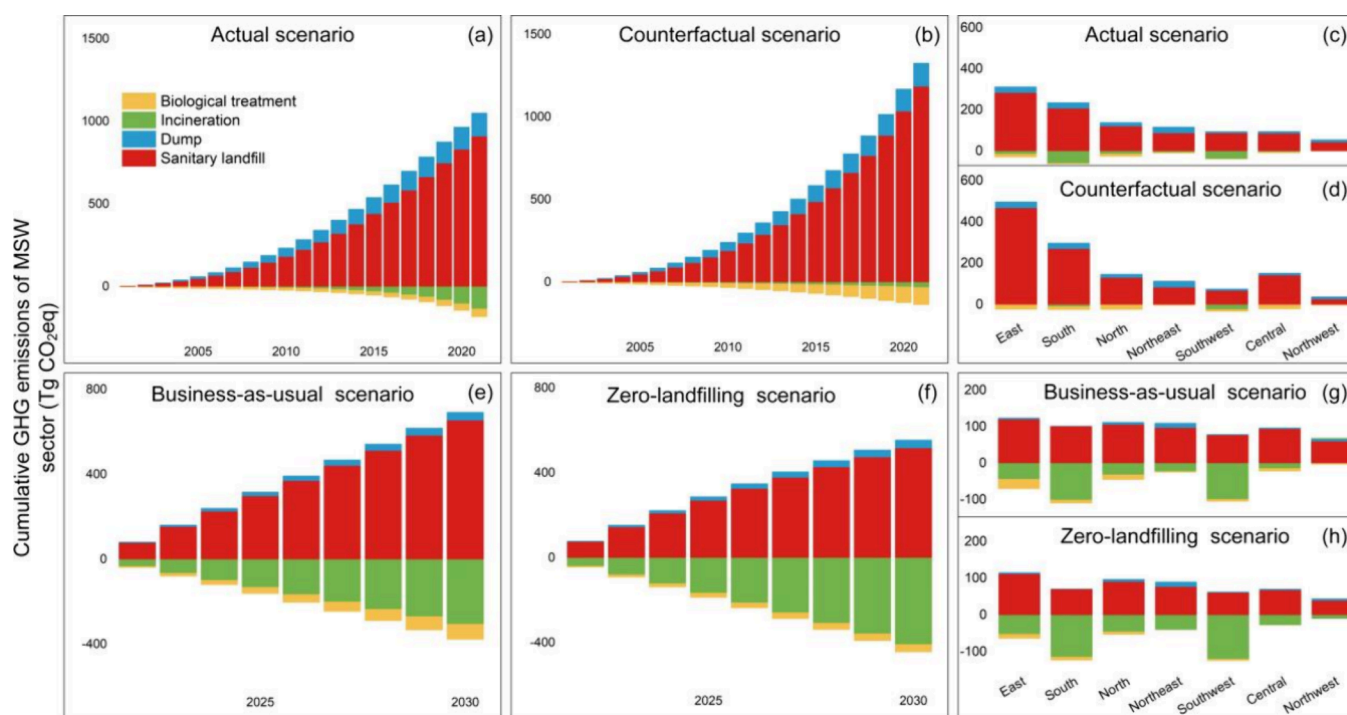 Cumulative GHG emissions of MSW
sector (Tg CO₂eq)
Actual scenario (a)
1500
1000
500
0
Biological treatment
Incineration
Dump
Sanitary landfill
2005 2010 2015 2020
Counterfactual scenario (b)
1500
1000
500
0
2005 2010 2015 2020
Actual scenario (c)
600
400
200
0
Counterfactual scenario (d)
600
400
200
0
East South North Northeast Southwest Central Northwest
Business-as-usual scenario (e)
800
400
0
-400
2025 2030
Zero-landfilling scenario (f)
800
400
0
-400
2025 2030
Business-as-usual scenario (g)
200
100
0
-100
Zero-landfilling scenario (h)
200
100
0
-100
East South North Northeast Southwest Central Northwest